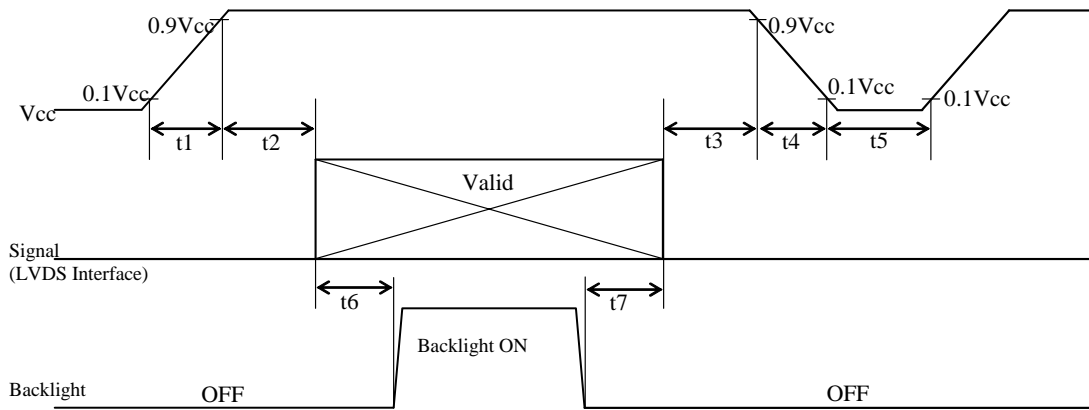 0.9Vcc
0.9Vcc
0.1Vcc
0.1Vcc
0.1Vcc
Vcc
t1
t2
t3
t4
t5
Valid
Signal
(LVDS Interface)
t6
t7
Backlight ON
Backlight
OFF
OFF